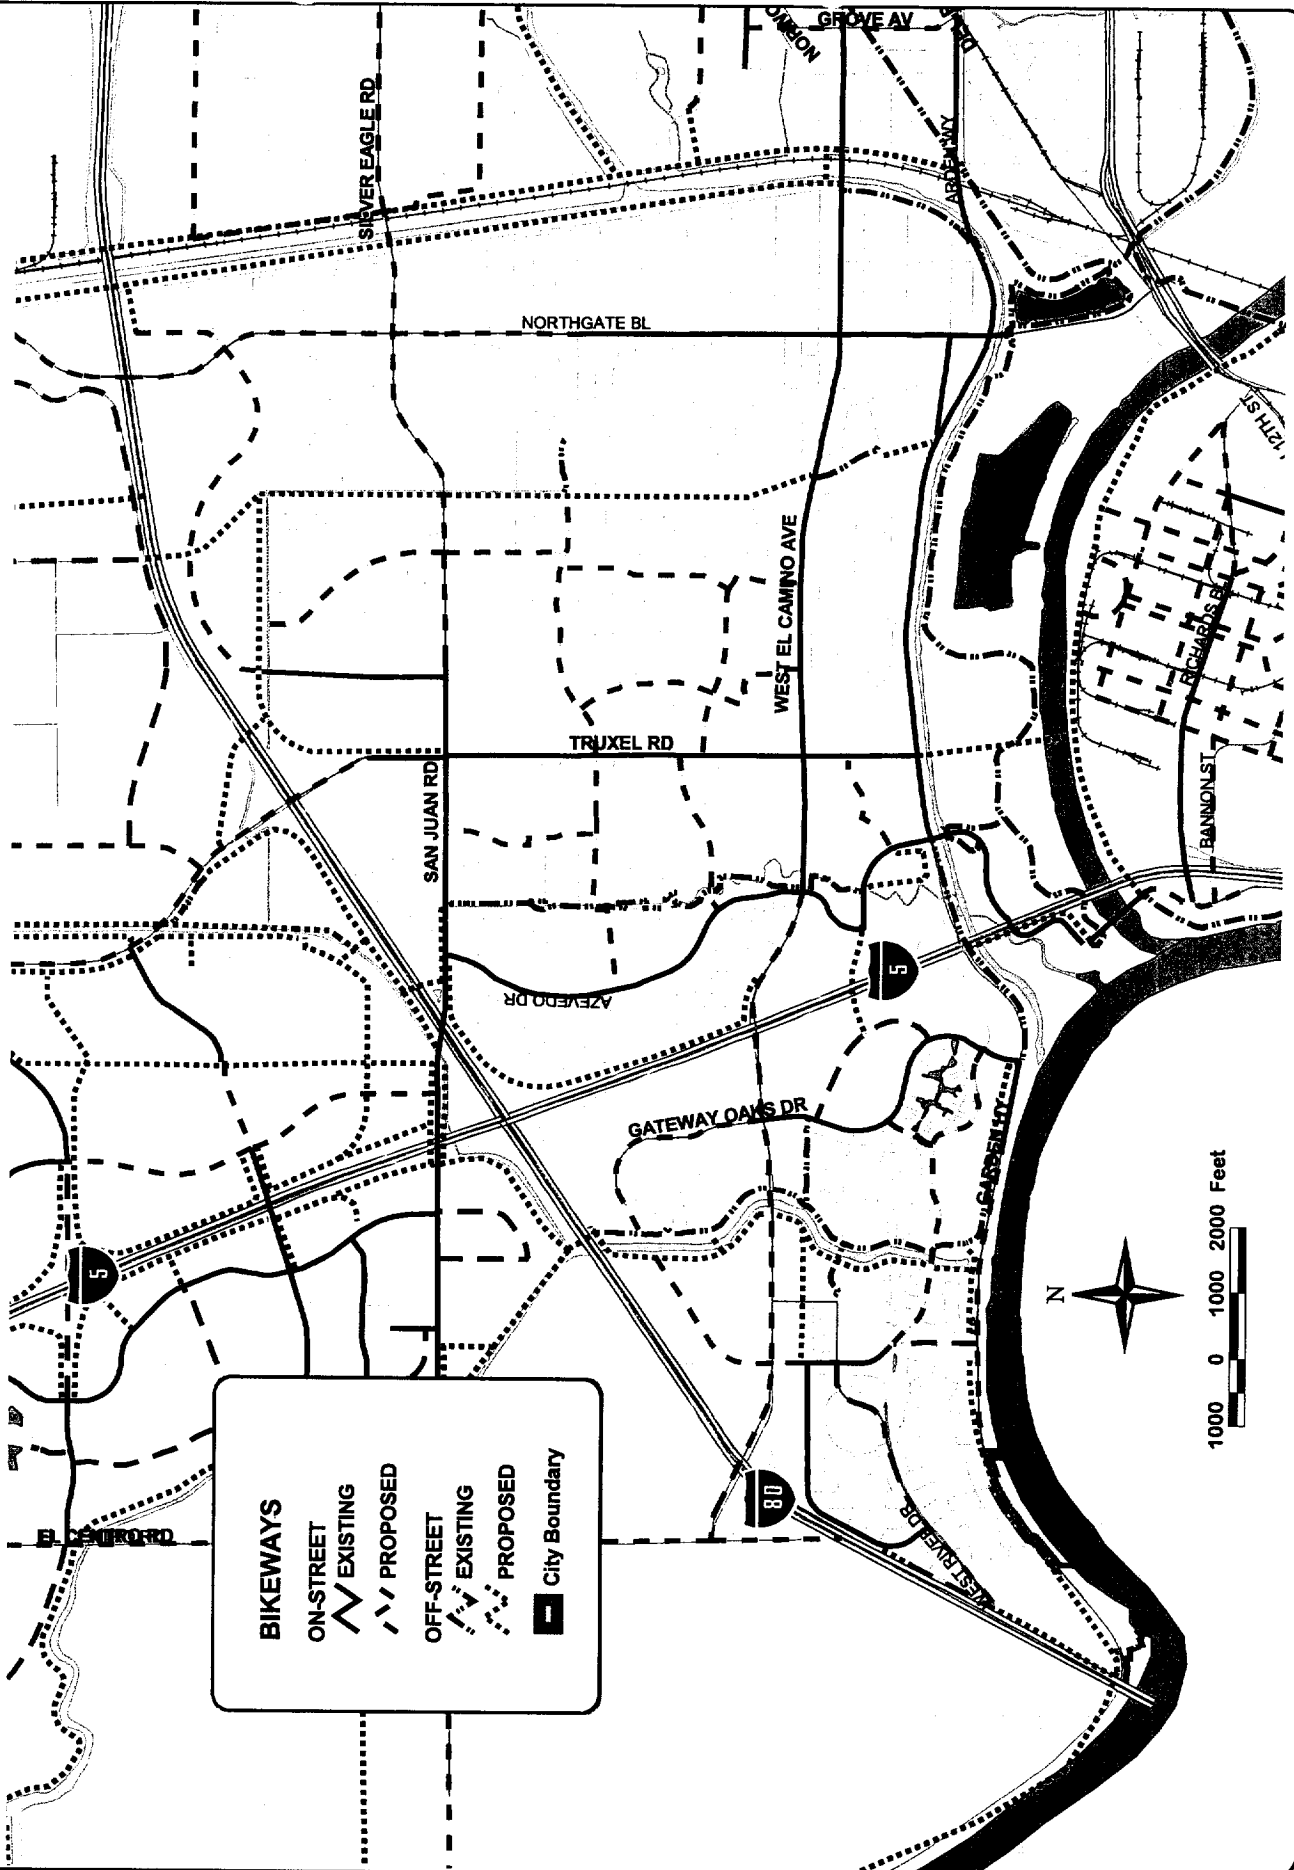 GROVE AV
SILVER EAGLE RD
ARDEN WY
NORTHGATE BL
12TH ST
WEST EL CAMINO AVE
RICHARDS BL
TRUXEL RD
SAN JUAN RD
BANNON ST
AZEVEDO DR
5
GATEWAY OAKS DR
GARDEN HY
5
N
1000 0 1000 2000 Feet
80
WEST RIVER DR
EL CENTRO RD
BIKEWAYS
ON-STREET
EXISTING
PROPOSED
OFF-STREET
EXISTING
PROPOSED
City Boundary